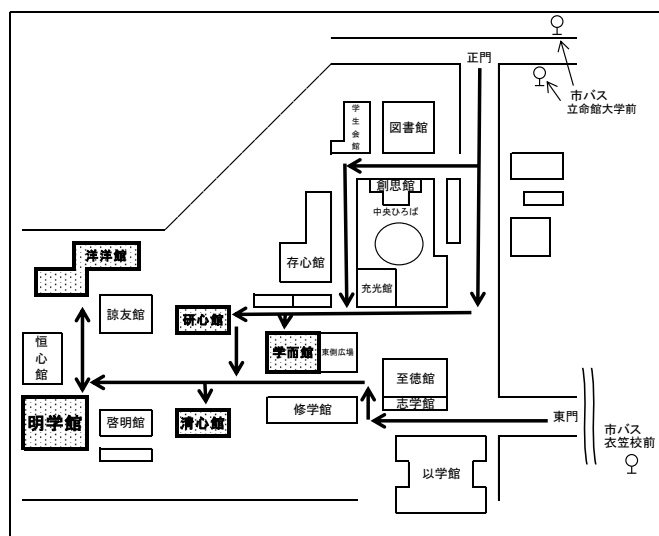 正門
市バス
立命館大学前
学生会館
図書館
創思館
中央ひろば
存心館
充光館
洋洋館
諒友館
研心館
学而館
東側広場
恒心館
至徳館
志学館
明学館
啓明館
清心館
修学館
東門
市バス
衣笠校前
以学館